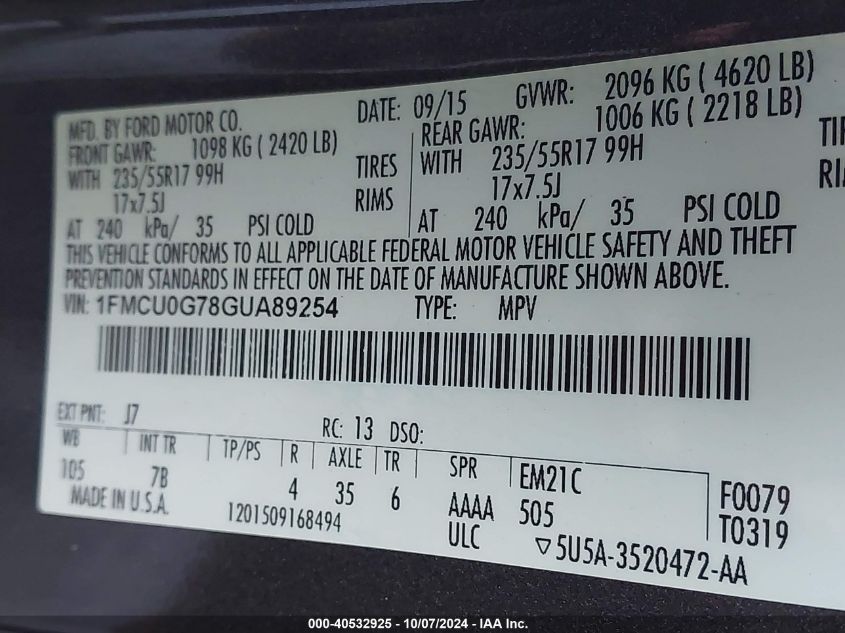 MFD. BY FORD MOTOR CO. DATE: 09/15 GVWR: 2096 KG ( 4620 LB)
FRONT GAWR: 1098 KG ( 2420 LB) REAR GAWR: 1006 KG ( 2218 LB)
WITH 235/55R17 99H TIRES WITH 235/55R17 99H
17x7.5J RIMS 17x7.5J
AT 240 kPa/ 35 PSI COLD AT 240 kPa/ 35 PSI COLD
THIS VEHICLE CONFORMS TO ALL APPLICABLE FEDERAL MOTOR VEHICLE SAFETY AND THEFT
PREVENTION STANDARDS IN EFFECT ON THE DATE OF MANUFACTURE SHOWN ABOVE.
VIN: 1FMCU0G78GUA89254 TYPE: MPV
EXT PNT: J7 RC: 13 DSO:
WB INT TR TP/PS R AXLE TR SPR EM21C F0079
105 7B 4 35 6 AAAA 505 T0319
MADE IN U.S.A. 1201509168494 ULC ▽5U5A-3520472-AA
000-40532925 - 10/07/2024 - IAA Inc.